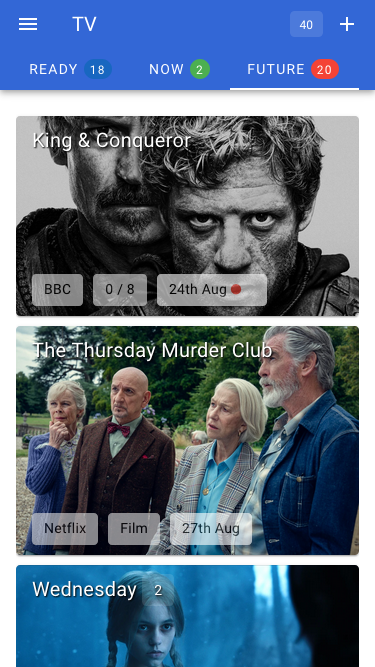 TV
40
READY 18
NOW 2
FUTURE 20
King & Conqueror
BBC
0 / 8
24th Aug
The Thursday Murder Club
Netflix
Film
27th Aug
Wednesday 2